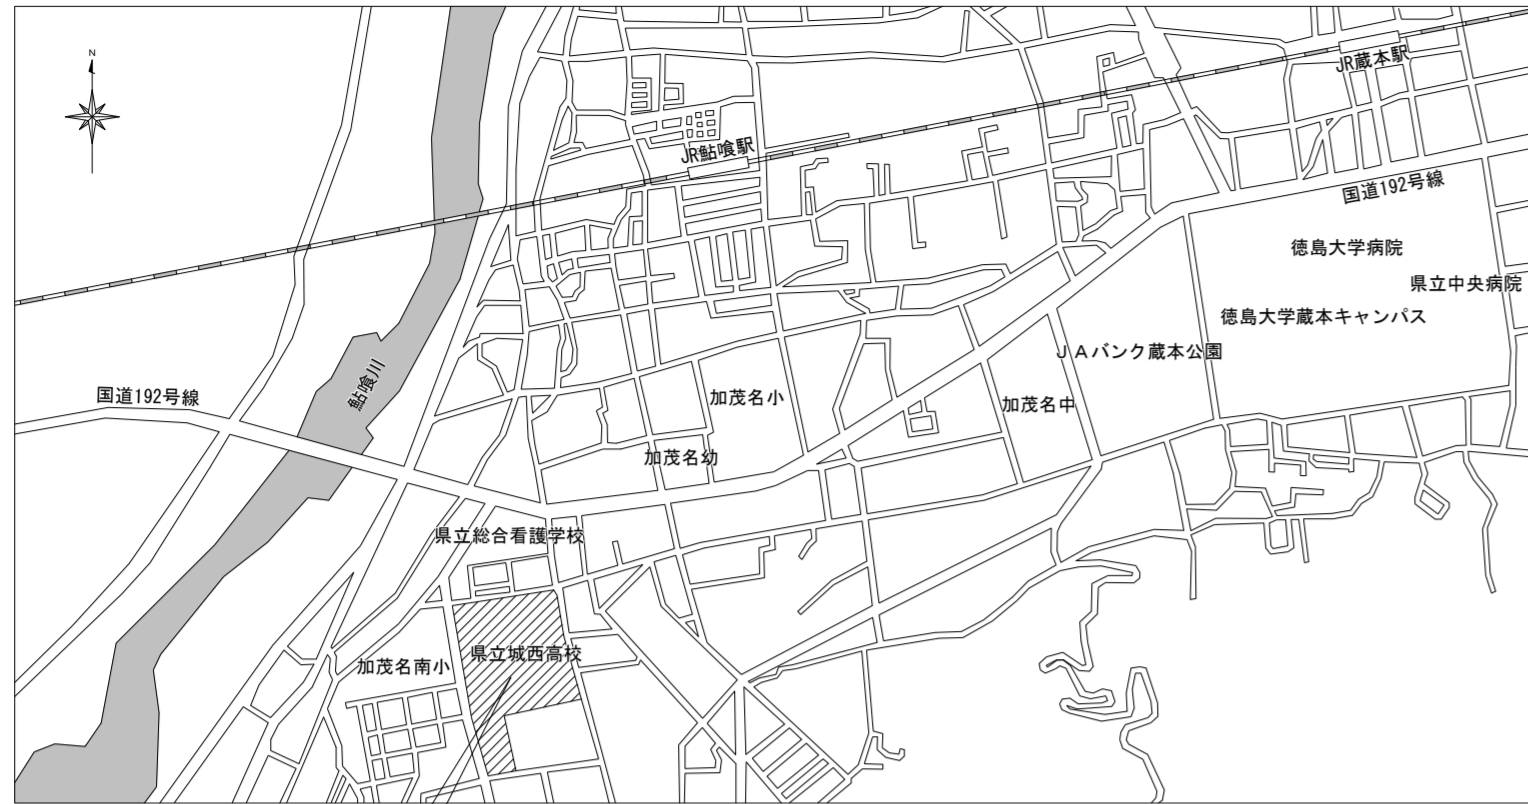 N
JR蔵本駅
JR鮎喰駅
国道192号線
徳島大学病院
県立中央病院
徳島大学蔵本キャンパス
JAバンク蔵本公園
鮎喰川
国道192号線
加茂名小
加茂名中
加茂名幼
県立総合看護学校
県立城西高校
加茂名南小